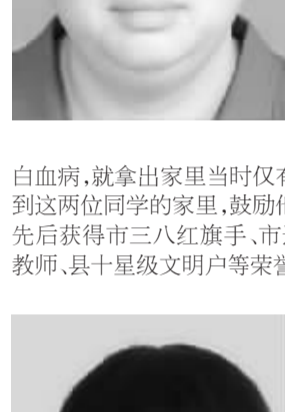 白血病,就拿出家里当时仅有
到这两位同学的家里,鼓励
先后获得市三八红旗手、市
教师、县十星级文明户等荣誉